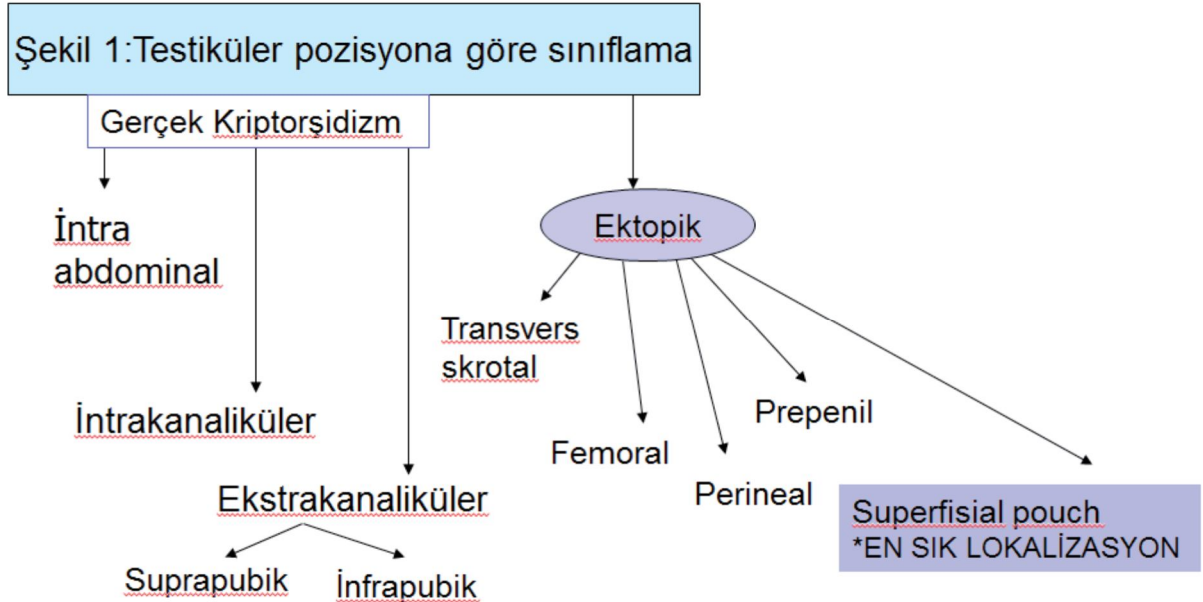 Şekil 1:Testiküler pozisyona göre sınıflama
Gerçek Kriptorşidizm
İntra
abdominal
İntrakanaliküler
Ekstrakanaliküler
Suprapubik
İnfrapubik
Ektopik
Transvers
skrotal
Femoral
Perineal
Prepenil
Superfisial pouch
*EN SIK LOKALİZASYON